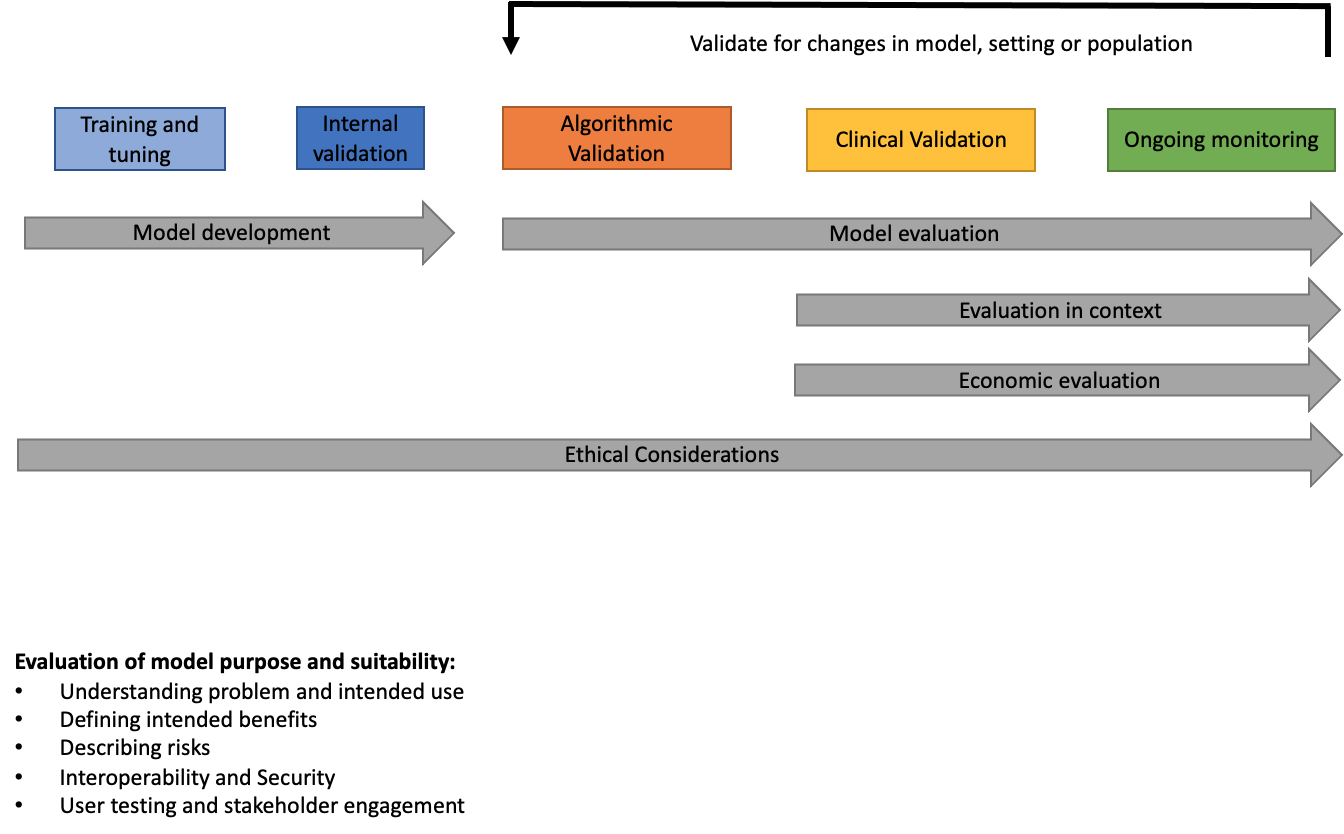 Validate for changes in model, setting or population
Training and
tuning
Internal
validation
Algorithmic
Validation
Clinical Validation
Ongoing monitoring
Model development
Model evaluation
Evaluation in context
Economic evaluation
Ethical Considerations
Evaluation of model purpose and suitability:
• Understanding problem and intended use
• Defining intended benefits
• Describing risks
• Interoperability and Security
• User testing and stakeholder engagement